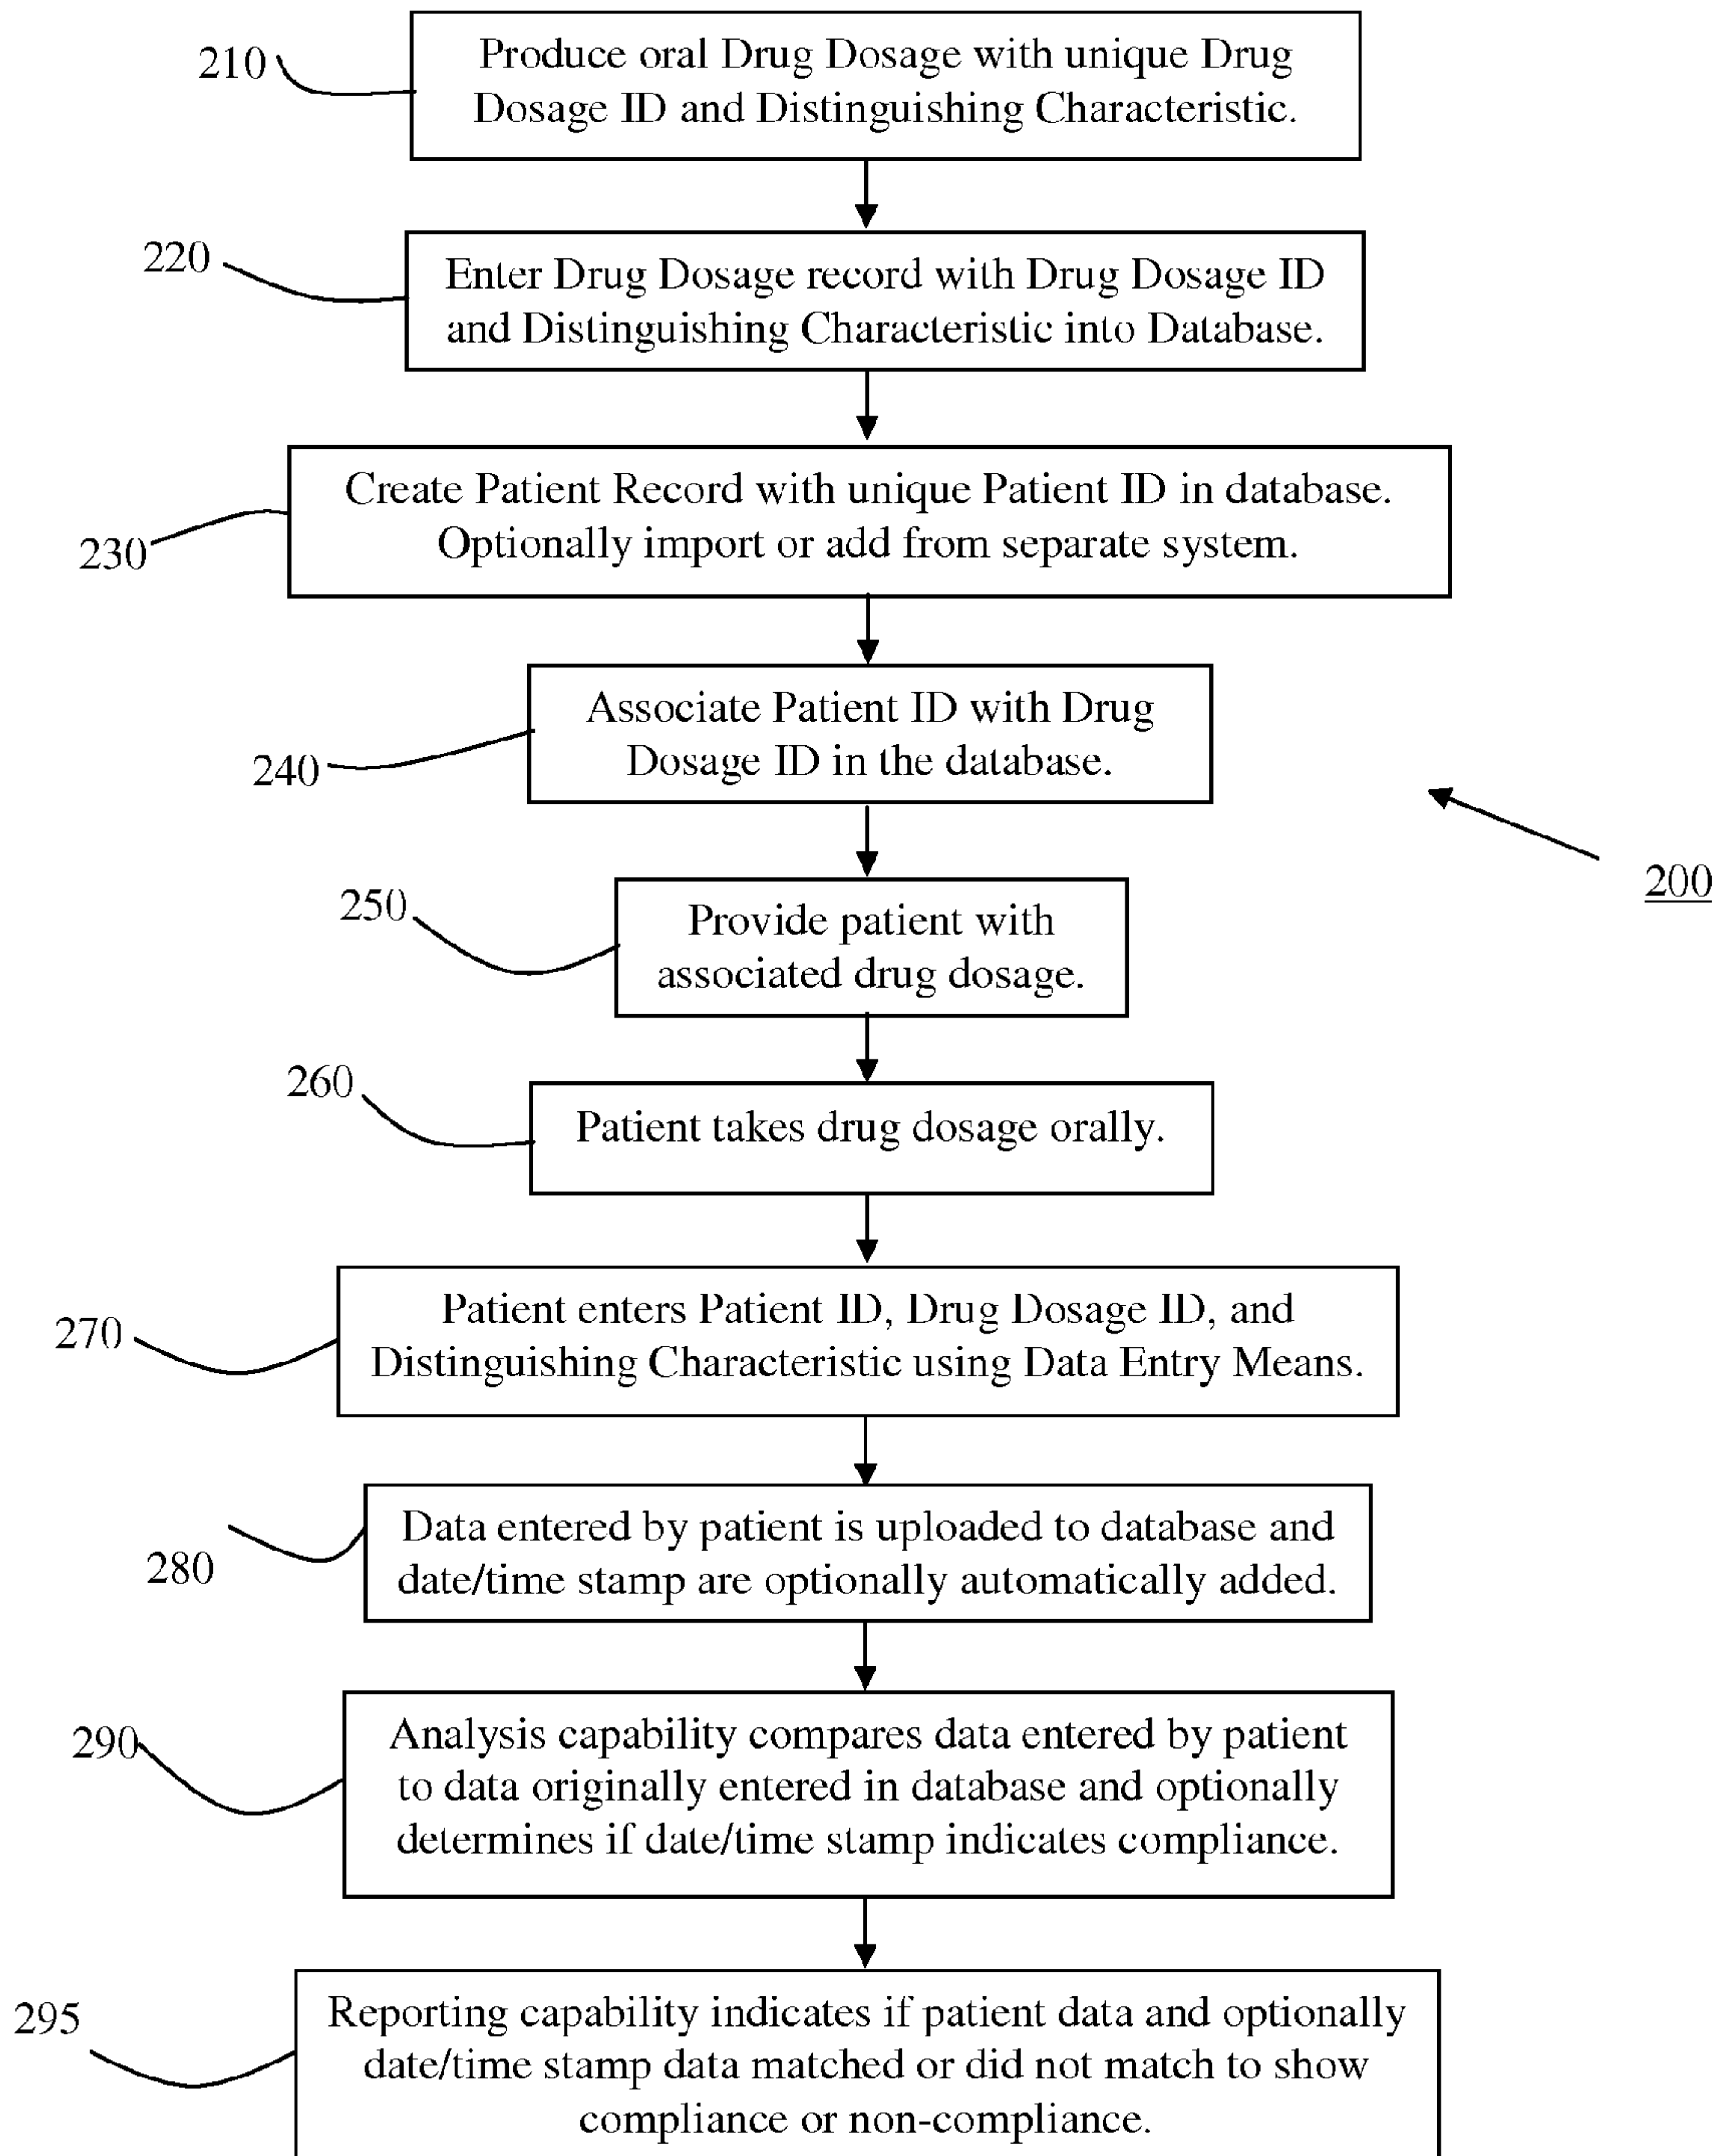 210
Produce oral Drug Dosage with unique Drug
Dosage ID and Distinguishing Characteristic.
220
Enter Drug Dosage record with Drug Dosage ID
and Distinguishing Characteristic into Database.
230
Create Patient Record with unique Patient ID in database.
Optionally import or add from separate system.
240
Associate Patient ID with Drug
Dosage ID in the database.
200
250
Provide patient with
associated drug dosage.
260
Patient takes drug dosage orally.
270
Patient enters Patient ID, Drug Dosage ID, and
Distinguishing Characteristic using Data Entry Means.
280
Data entered by patient is uploaded to database and
date/time stamp are optionally automatically added.
290
Analysis capability compares data entered by patient
to data originally entered in database and optionally
determines if date/time stamp indicates compliance.
295
Reporting capability indicates if patient data and optionally
date/time stamp data matched or did not match to show
compliance or non-compliance.